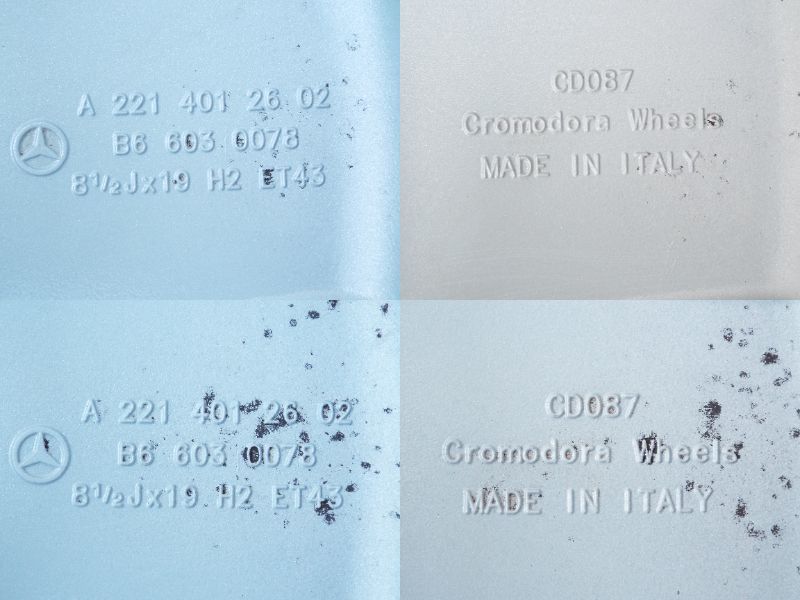 A 221 401 26 02
B6 603 0078
8½Jx19 H2 ET43
CD087
Cromodora Wheels
MADE IN ITALY
A 221 401 26 02
B6 603 0078
8½Jx19 H2 ET43
CD087
Cromodora Wheels
MADE IN ITALY